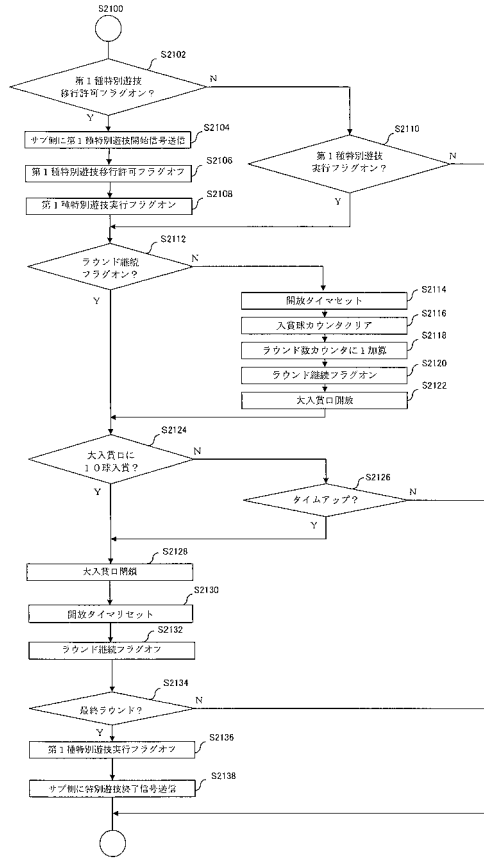 S2100
S2102
第1種特別遊技
移行許可フラグオン?
N
Y
S2104
サブ側に第1種特別遊技開始信号送信
S2106
第1種特別遊技移行許可フラグオフ
S2108
第1種特別遊技実行フラグオン
S2110
第1種特別遊技
実行フラグオン?
N
Y
S2112
ラウンド継続
フラグオン?
N
Y
S2114
開放タイマセット
S2116
入賞球カウンタクリア
S2118
ラウンド数カウンタに1加算
S2120
ラウンド継続フラグオン
S2122
大入賞口開放
S2124
大入賞口に
10球入賞?
N
Y
S2126
タイムアップ?
N
Y
S2128
大入賞口閉鎖
S2130
開放タイマリセット
S2132
ラウンド継続フラグオフ
S2134
最終ラウンド?
N
Y
S2136
第1種特別遊技実行フラグオフ
S2138
サブ側に特別遊技終了信号送信